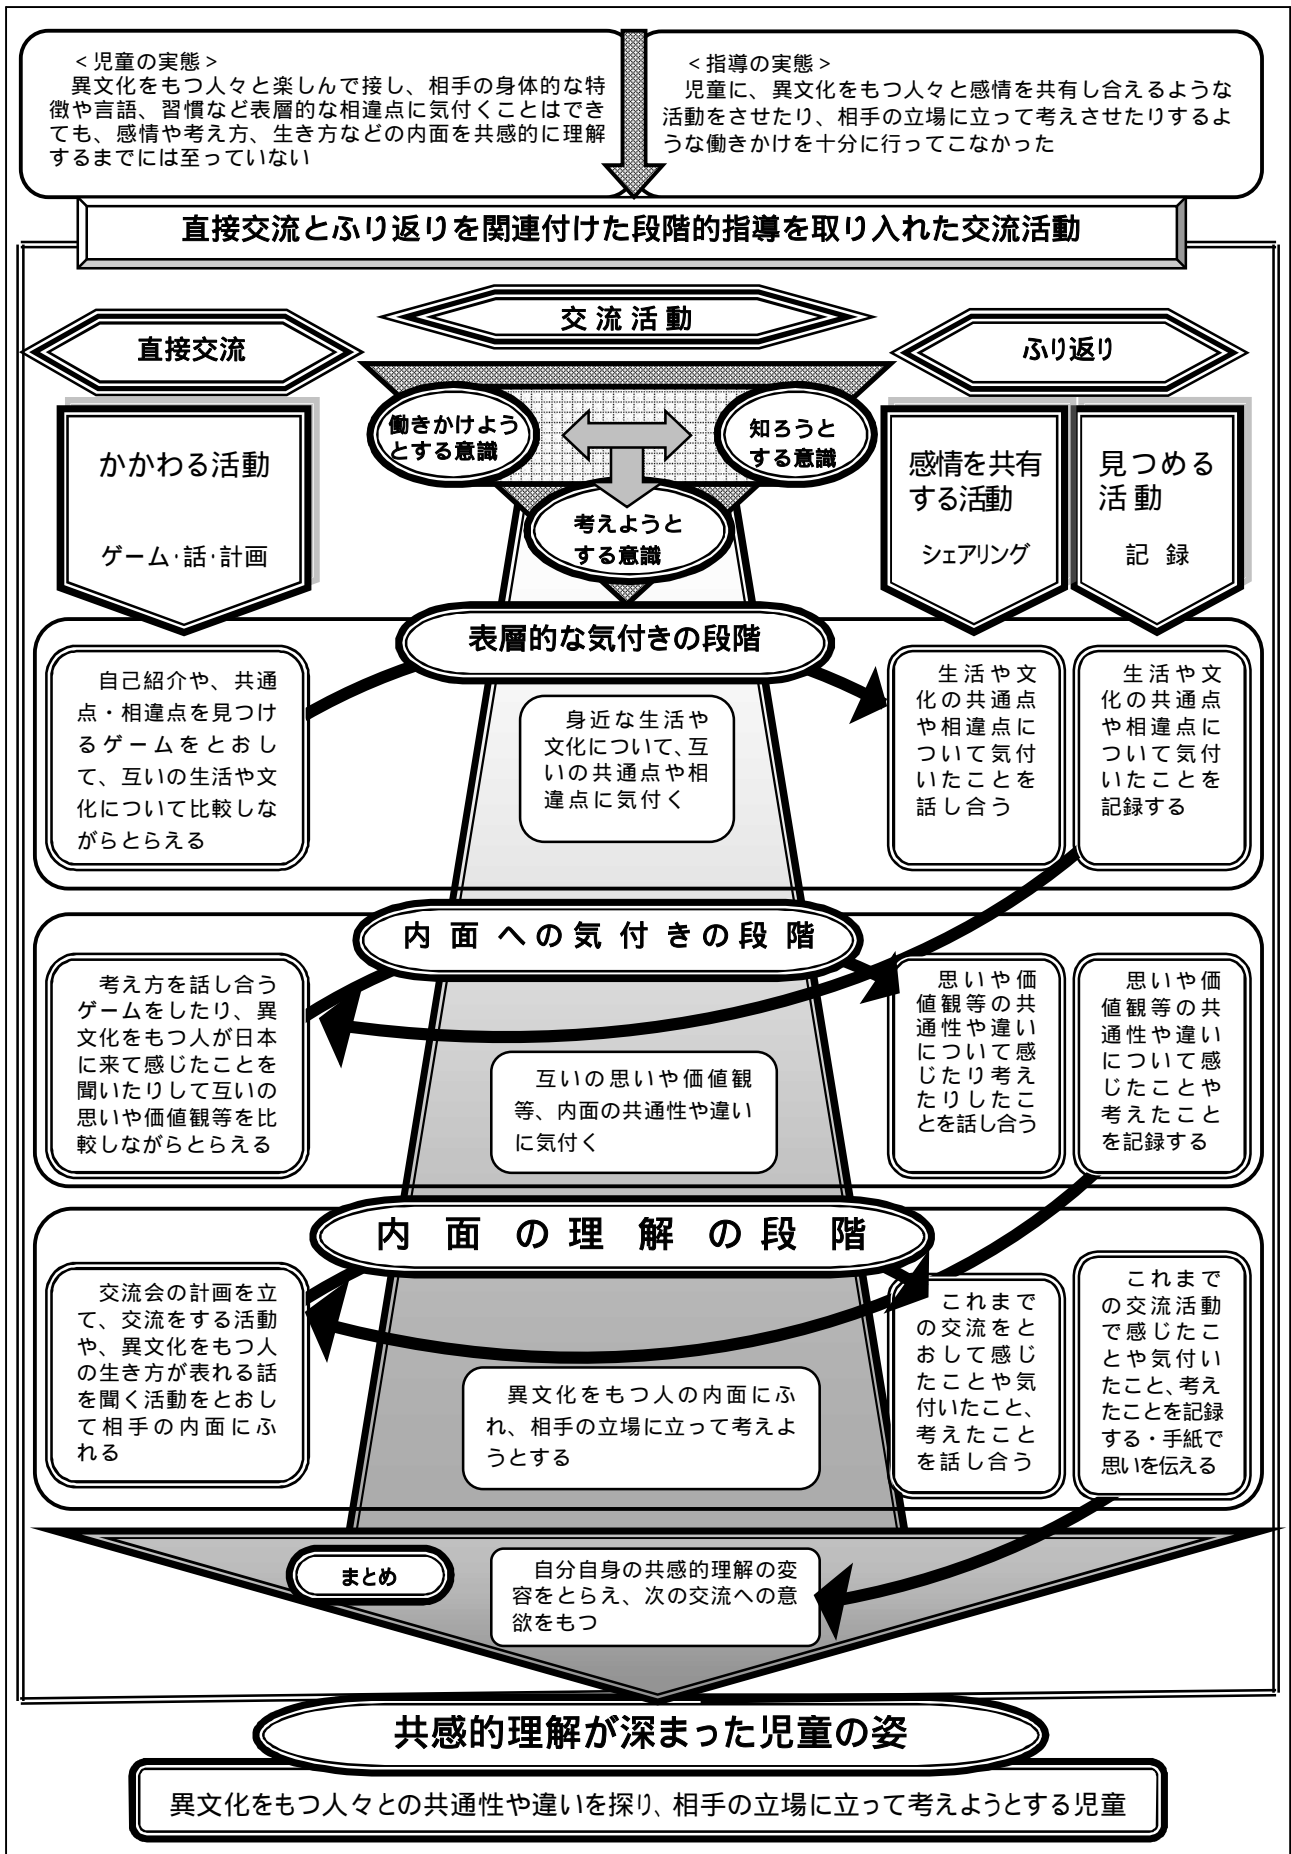 ＜児童の実態＞
異文化をもつ人々と楽しんで接し、相手の身体的な特
徴や言語、習慣など表層的な相違点に気付くことはでき
ても、感情や考え方、生き方などの内面を共感的に理解
するまでには至っていない
＜指導の実態＞
児童に、異文化をもつ人々と感情を共有し合えるような
活動をさせたり、相手の立場に立って考えさせたりするよ
うな働きかけを十分に行ってこなかった
直接交流とふり返りを関連付けた段階的指導を取り入れた交流活動
交流活動
直接交流
ふり返り
働きかけよう
とする意識
知ろうと
する意識
考えようと
する意識
かかわる活動
ゲーム・話・計画
感情を共有
する活動
シェアリング
見つめる
活動
記 録
表層的な気付きの段階
自己紹介や、共通
点・相違点を見つけ
るゲームをとおし
て、互いの生活や文
化について比較しな
がらとらえる
身近な生活や
文化について、互
いの共通点や相
違点に気付く
生活や文
化の共通点
や相違点に
ついて気付
いたことを
話し合う
生活や文
化の共通点
や相違点に
ついて気付
いたことを
記録する
内面への気付きの段階
考え方を話し合う
ゲームをしたり、異
文化をもつ人が日本
に来て感じたことを
聞いたりして互いの
思いや価値観等を比
較しながらとらえる
互いの思いや価値観
等、内面の共通性や違い
に気付く
思いや価
値観等の共
通性や違い
について感
じたり考え
たりしたこ
とを話し合う
思いや価
値観等の共
通性や違い
について感
じたことや
考えたこと
を記録する
内面の理解の段階
交流会の計画を立
て、交流をする活動
や、異文化をもつ人
の生き方が表れる話
を聞く活動をとおし
て相手の内面にふ
れる
異文化をもつ人の内面にふ
れ、相手の立場に立って考えよ
うとする
これまで
の交流をと
おして感じ
たことや気
付いたこと、
考えたこと
を話し合う
これまで
の交流活動
で感じたこ
とや気付い
たこと、考え
たことを記録
する・手紙で
思いを伝える
まとめ
自分自身の共感的理解の変
容をとらえ、次の交流への意
欲をもつ
共感的理解が深まった児童の姿
異文化をもつ人々との共通性や違いを探り、相手の立場に立って考えようとする児童